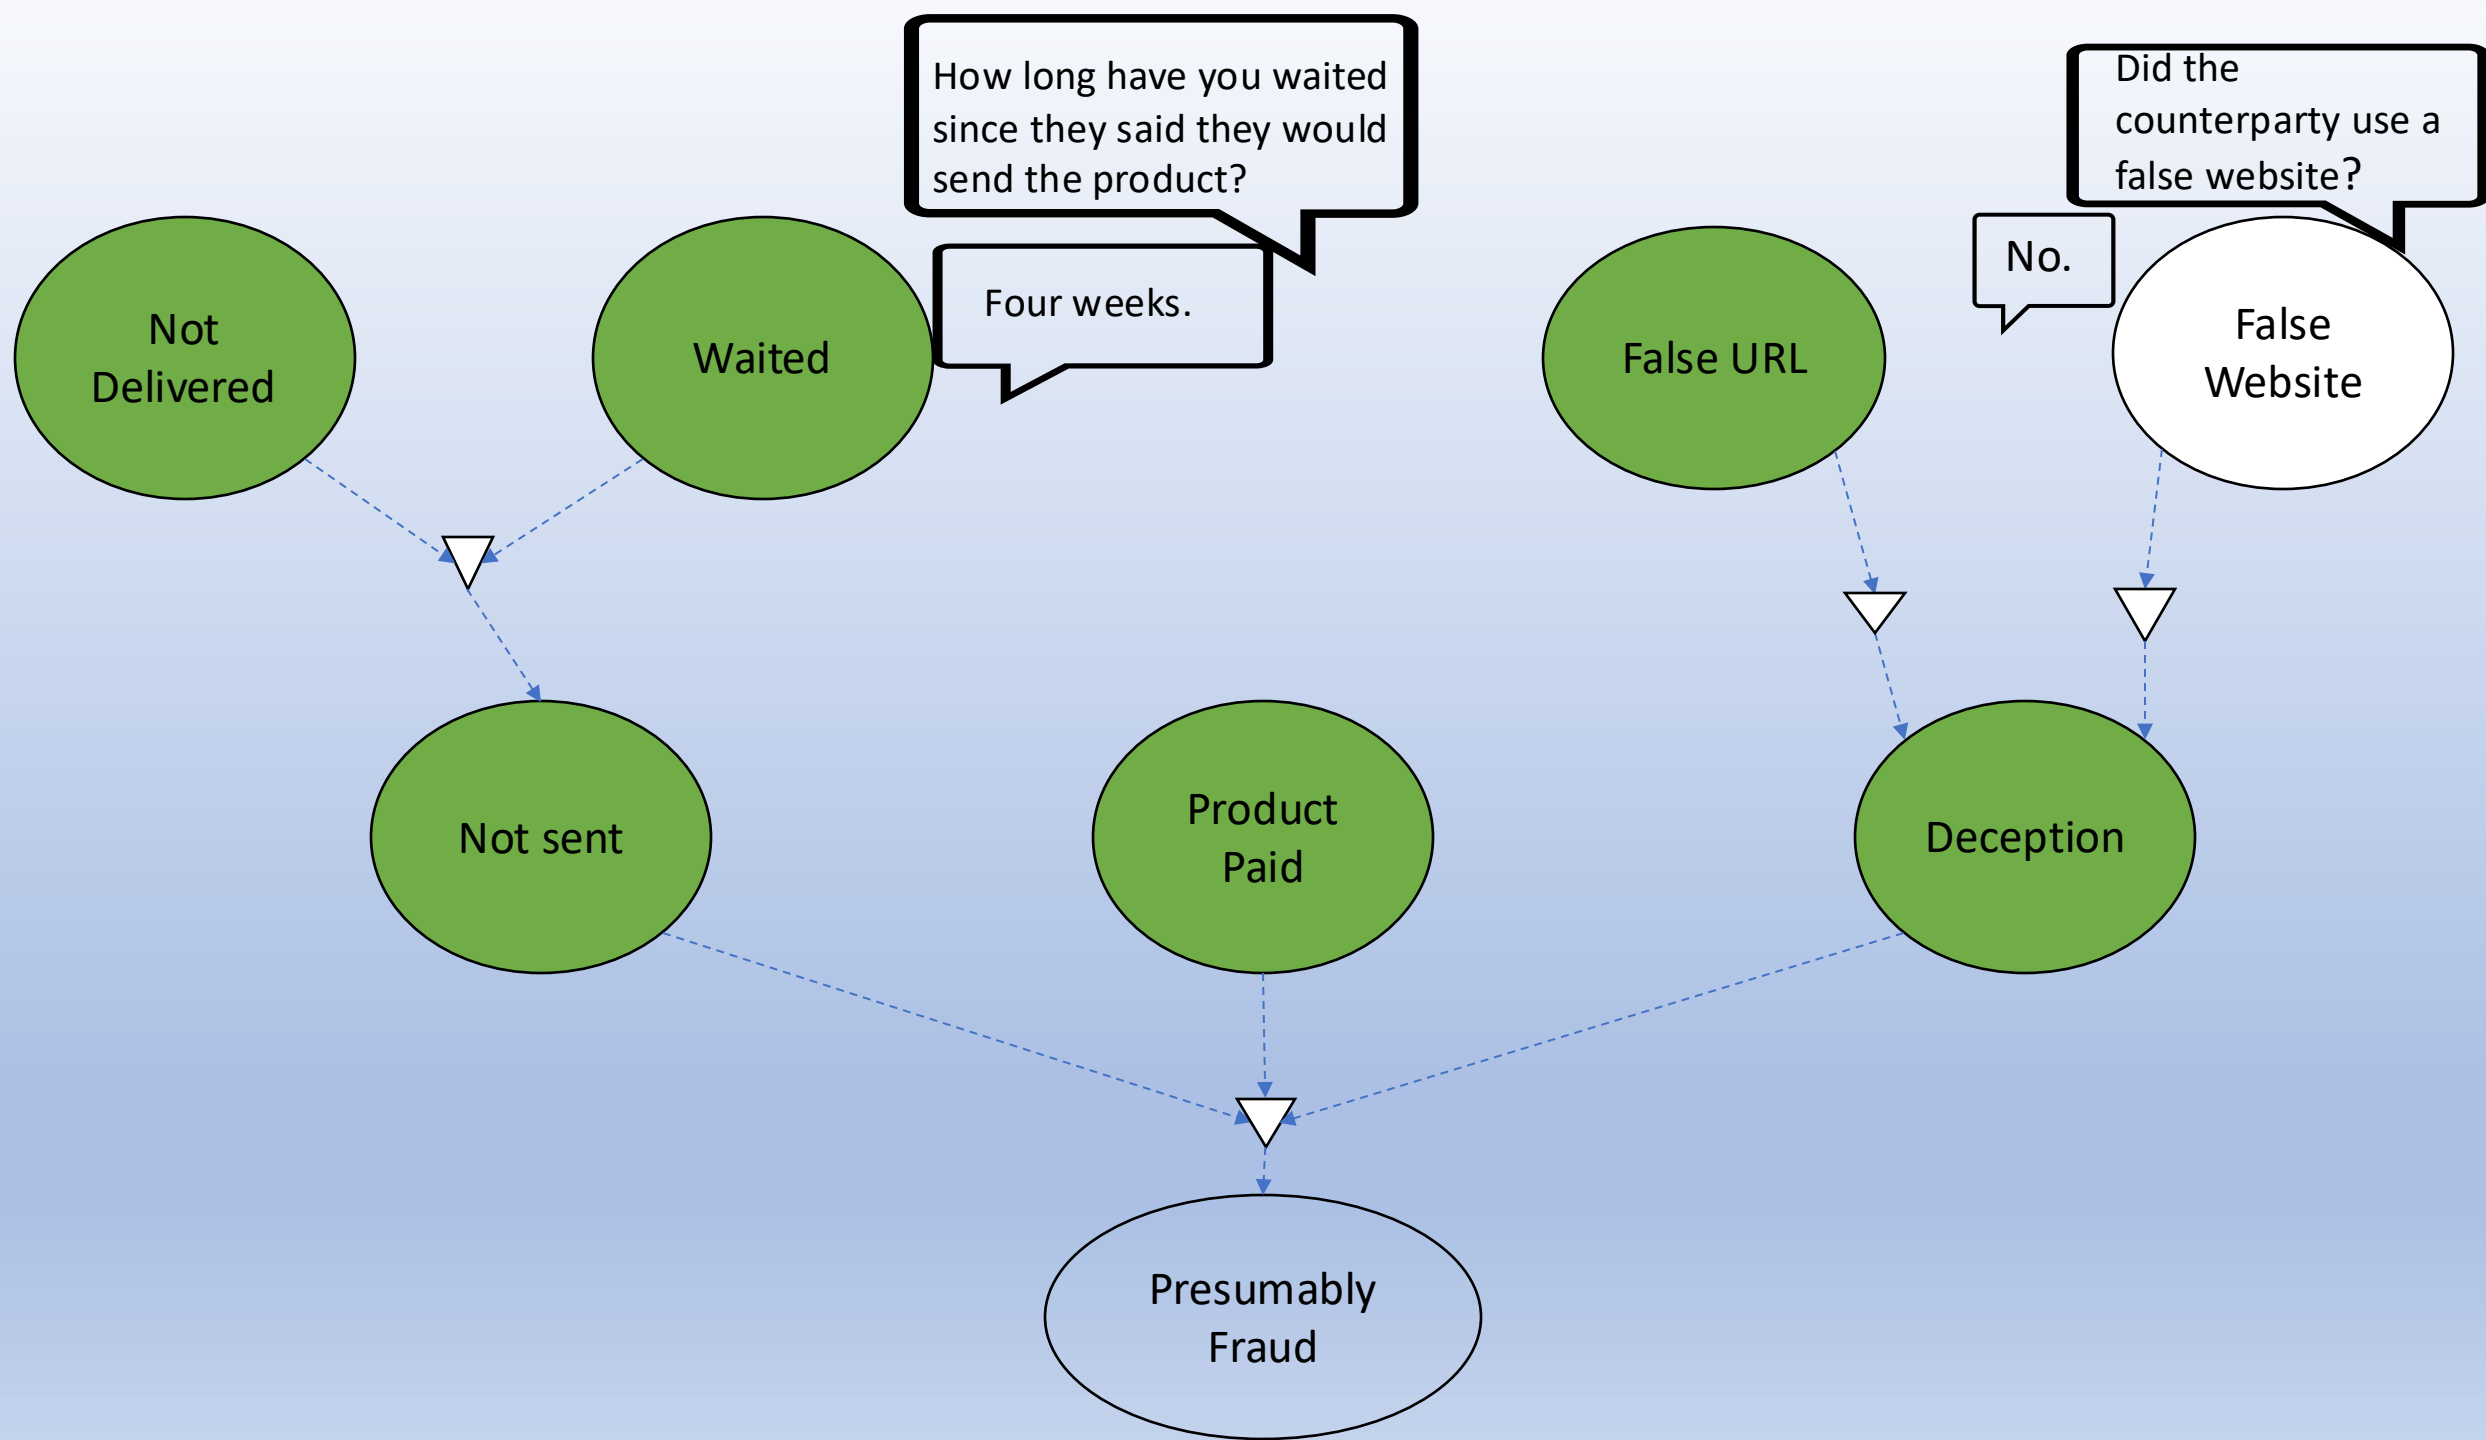 How long have you waited
since they said they would
send the product?
Did the
counterparty use a
false website?
No.
Four weeks.
Not
Delivered
Waited
False URL
False
Website
Not sent
Product
Paid
Deception
Presumably
Fraud